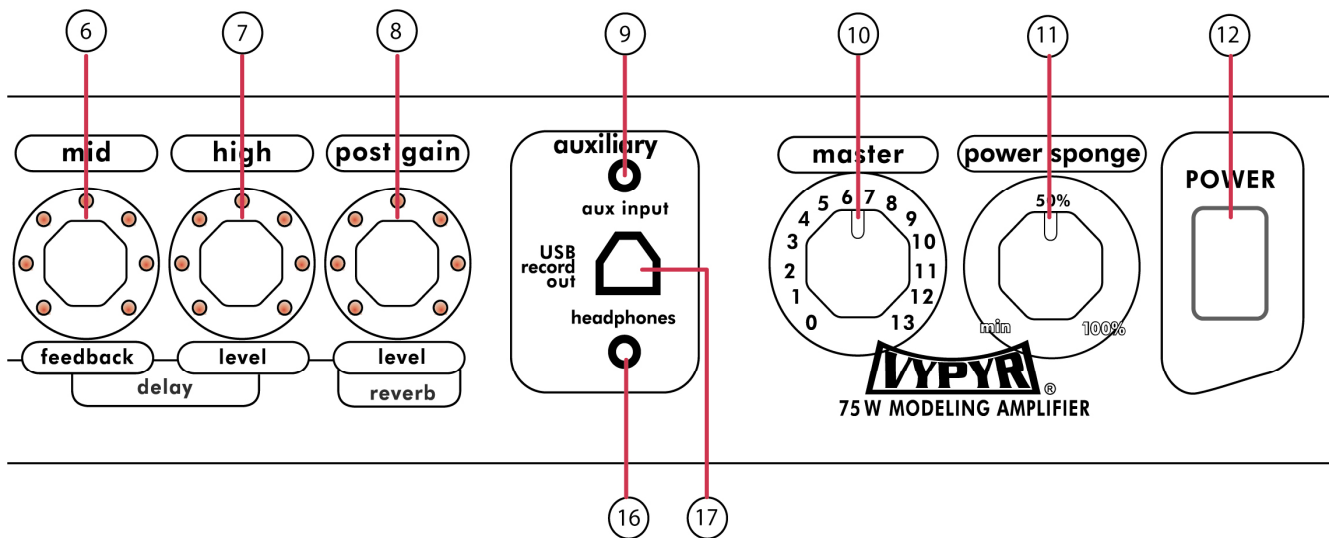 6
7
8
9
10
11
12
mid
high
post gain
feedback
level
level
delay
reverb
auxiliary
aux input
USB
record
out
headphones
master
0
1
2
3
4
5
6
7
8
9
10
11
12
13
power sponge
50%
min
100%
VYPYR®
75 W MODELING AMPLIFIER
POWER
16
17